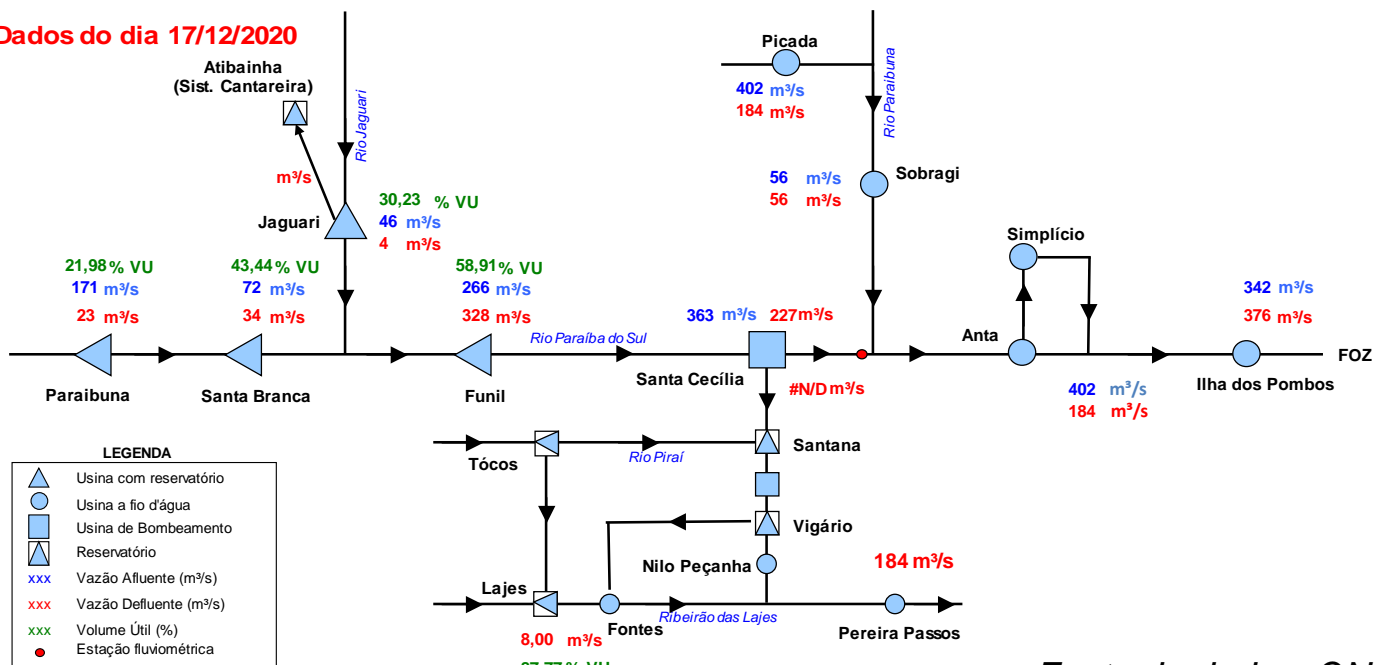 Dados do dia 17/12/2020
Atibainha
(Sist. Cantareira)
Rio Jaguari
m³/s
Jaguari
30,23 % VU
46 m³/s
4 m³/s
Picada
402 m³/s
184 m³/s
Rio Paraibuna
56 m³/s
56 m³/s
Sobragi
21,98 % VU
171 m³/s
23 m³/s
Paraibuna
43,44 % VU
72 m³/s
34 m³/s
Santa Branca
58,91 % VU
266 m³/s
328 m³/s
Funil
Rio Paraíba do Sul
363 m³/s 227 m³/s
Santa Cecília
#N/D m³/s
Simplício
Anta
402 m³/s
184 m³/s
342 m³/s
376 m³/s
Ilha dos Pombos
FOZ
Tócos
Rio Piraí
Santana
Vigário
Nilo Peçanha
184 m³/s
Lajes
Fontes
Ribeirão das Lajes
Pereira Passos
8,00 m³/s
LEGENDA
Usina com reservatório
Usina a fio d'água
Usina de Bombeamento
Reservatório
xxx Vazão Afluente (m³/s)
xxx Vazão Defluente (m³/s)
xxx Volume Útil (%)
Estação fluviométrica